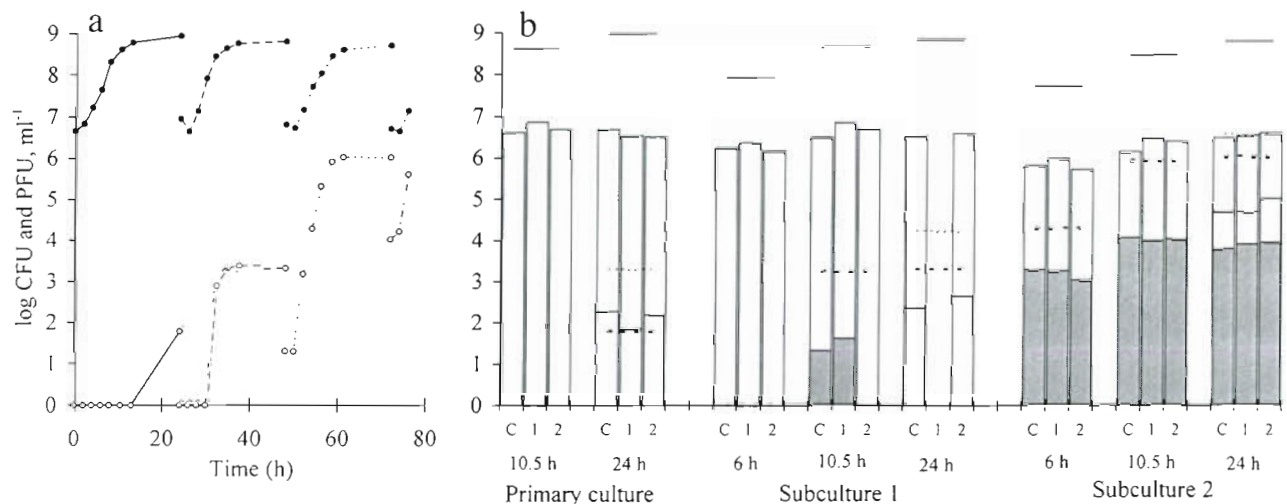 a
b
log CFU and PFU, ml⁻¹
9
8
7
6
5
4
3
2
1
0
0 20 40 60 80
Time (h)
9
8
7
6
5
4
3
2
1
0
C 1 2 C 1 2 C 1 2 C 1 2 C 1 2 C 1 2 C 1 2 C 1 2
10.5 h 24 h 6 h 10.5 h 24 h 6 h 10.5 h 24 h
Primary culture Subculture 1 Subculture 2